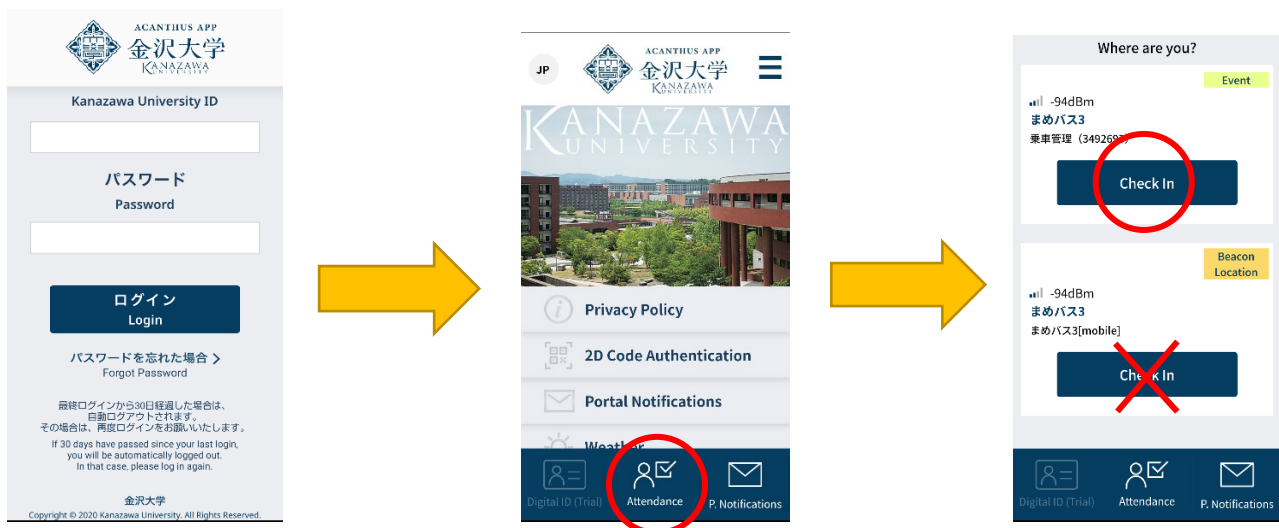 ACANTHUS APP
金沢大学
KANAZAWA
UNIVERSITY
Kanazawa University ID
パスワード
Password
ログイン
Login
パスワードを忘れた場合 >
Forgot Password
最終ログインから30日経過した場合は、
自動ログアウトされます。
その場合は、再度ログインをお願いいたします。
If 30 days have passed since your last login,
you will be automatically logged out.
In that case, please log in again.
金沢大学
Copyright © 2020 Kanazawa University. All Rights Reserved.
JP
ACANTHUS APP
金沢大学
KANAZAWA
UNIVERSITY
KANAZAWA
UNIVERSITY
Privacy Policy
2D Code Authentication
Portal Notifications
Weather
Digital ID (Trial)
Attendance
P. Notifications
Where are you?
Event
-94dBm
まめバス3
乗車管理（3492697）
Check In
Beacon
Location
-94dBm
まめバス3
まめバス3[mobile]
Check In
Digital ID (Trial)
Attendance
P. Notifications